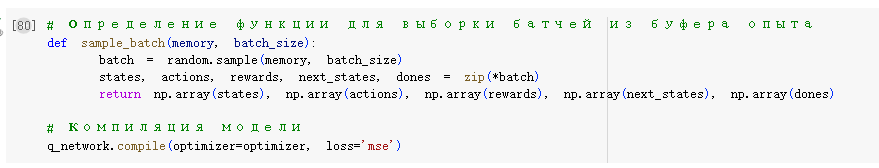 [80] # Определение функции для выборки батчей из буфера опыта
def sample_batch(memory, batch_size):
batch = random.sample(memory, batch_size)
states, actions, rewards, next_states, dones = zip(*batch)
return np.array(states), np.array(actions), np.array(rewards), np.array(next_states), np.array(dones)
# Компиляция модели
q_network.compile(optimizer=optimizer, loss='mse')